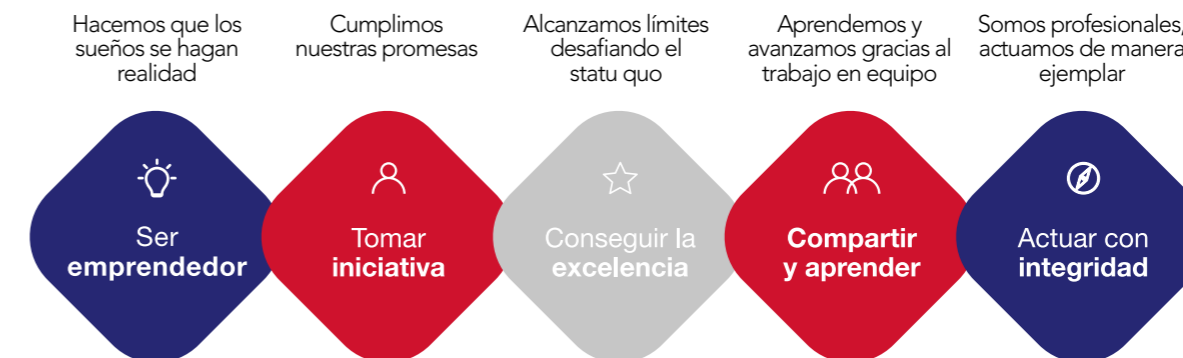 Hacemos que los
sueños se hagan
realidad
Cumplimos
nuestras promesas
Alcanzamos límites
desafiando el
statu quo
Aprendemos y
avanzamos gracias al
trabajo en equipo
Somos profesionales,
actuamos de manera
ejemplar
Ser
emprendedor
Tomar
iniciativa
Conseguir la
excelencia
Compartir
y aprender
Actuar con
integridad